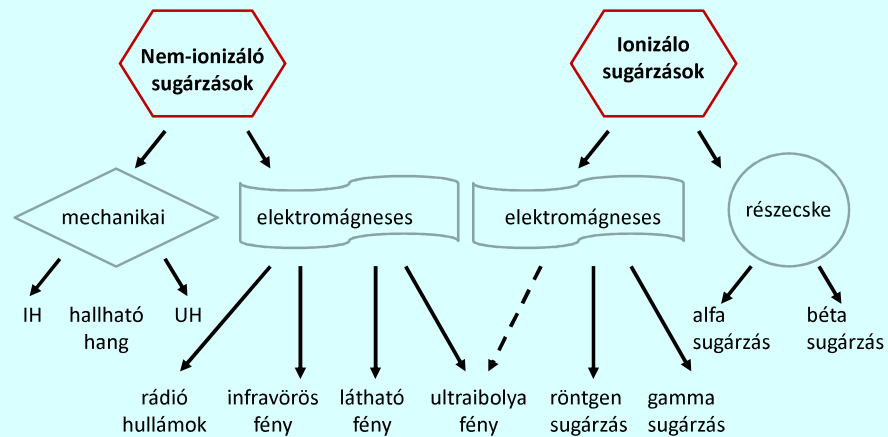 Nem-ionizáló
sugárzások
Ionizálo
sugárzások
mechanikai
elektromágneses
elektromágneses
részecske
IH
hallható
hang
UH
alfa
sugárzás
béta
sugárzás
rádió
hullámok
infravörös
fény
látható
fény
ultraibolya
fény
röntgen
sugárzás
gamma
sugárzás